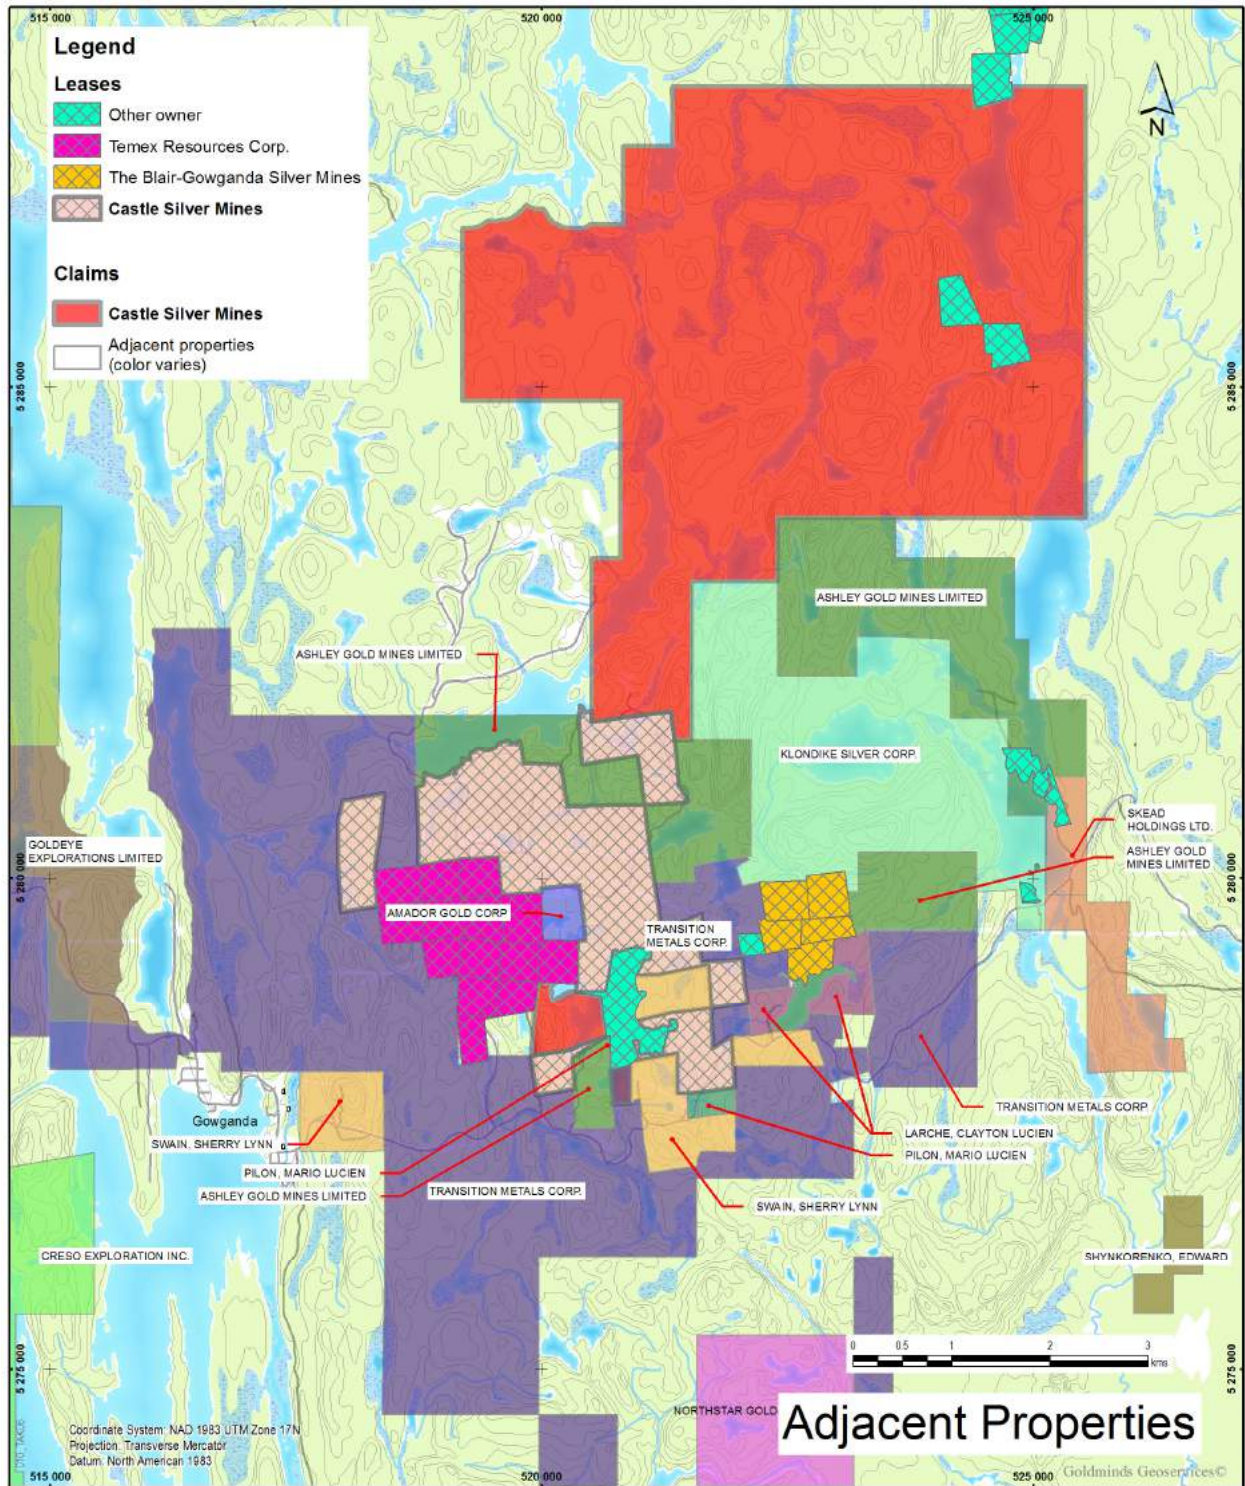 515 000
520 000
525 000
Legend
Leases
Other owner
Temex Resources Corp.
The Blair-Gowganda Silver Mines
Castle Silver Mines
Claims
Castle Silver Mines
Adjacent properties
(color varies)
N
5 285 000
5 285 000
ASHLEY GOLD MINES LIMITED
ASHLEY GOLD MINES LIMITED
KLONDIKE SILVER CORP.
SKEAD
HOLDINGS LTD.
ASHLEY GOLD
MINES LIMITED
GOLDEYE
EXPLORATIONS LIMITED
5 280 000
5 280 000
AMADOR GOLD CORP
TRANSITION
METALS CORP.
TRANSITION METALS CORP.
Gowganda
LARCHE, CLAYTON LUCIEN
SWAIN, SHERRY LYNN
PILON, MARIO LUCIEN
PILON, MARIO LUCIEN
ASHLEY GOLD MINES LIMITED
TRANSITION METALS CORP.
SWAIN, SHERRY LYNN
CRESO EXPLORATION INC.
SHYNKORENKO, EDWARD
0 0.5 1 2 3
kms
5 275 000
5 275 000
NORTHSTAR GOLD
Adjacent Properties
Coordinate System: NAD 1983 UTM Zone 17N
Projection: Transverse Mercator
Datum: North American 1983
515 000
520 000
525 000
Goldminds Geoservices©